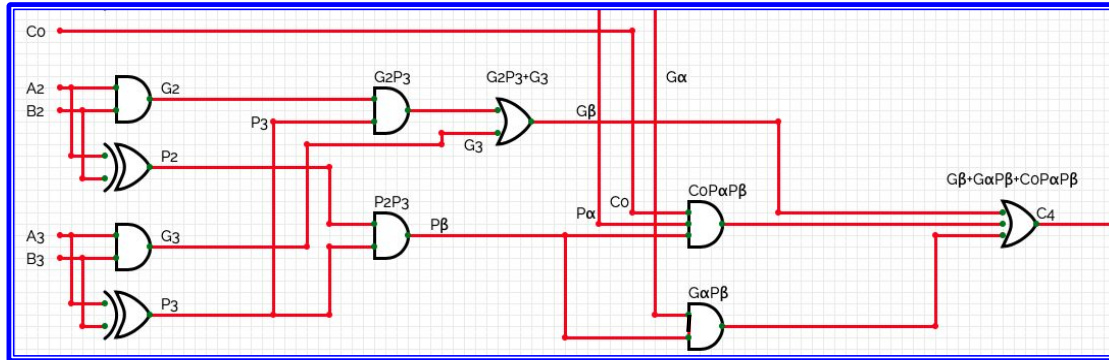 C0
A2
B2
G2
P2
A3
B3
G3
P3
P3
G2P3
G3
G2P3+G3
Gβ
P2P3
Pβ
Gα
Pα
C0
C0PαPβ
GαPβ
Gβ+GαPβ+C0PαPβ
C4